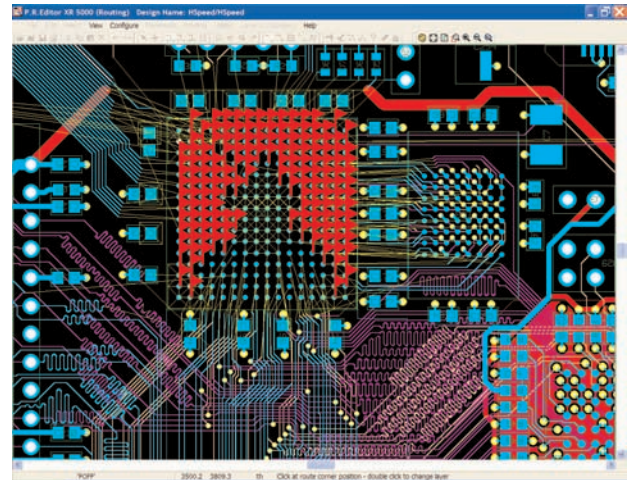 P.R.Editor XR 5000 (Routing) Design Name: HSpeed/HSpeed
View Configure Help
'POFF' 2500.2 3809.3 th Click at route corner position - double click to change layer